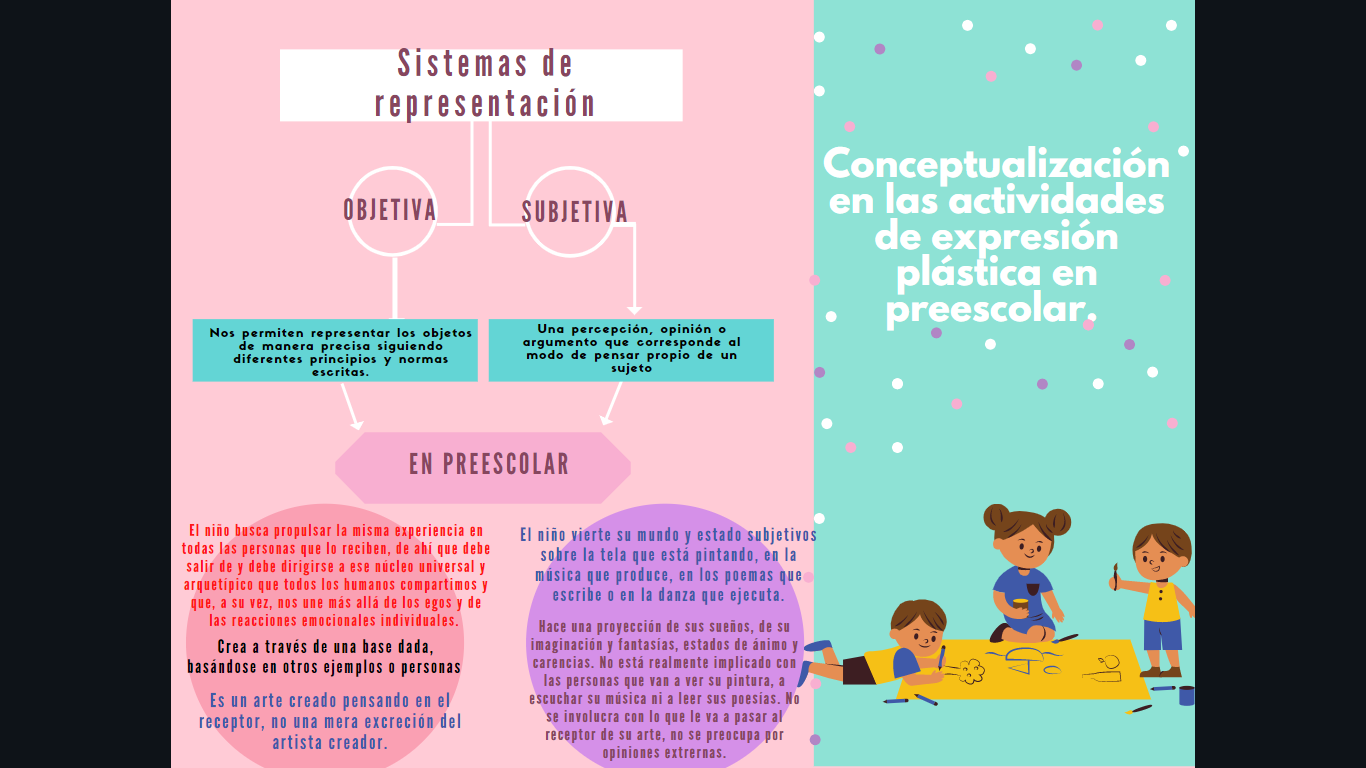 Sistemas de
representación
OBJETIVA
SUBJETIVA
Nos permiten representar los objetos
de manera precisa siguiendo
diferentes principios y normas
escritas.
Una percepción, opinión o
argumento que corresponde al
modo de pensar propio de un
sujeto
EN PREESCOLAR
El niño busca propulsar la misma experiencia en
todas las personas que lo reciben, de ahí que debe
salir de y debe dirigirse a ese núcleo universal y
arquetípico que todos los humanos compartimos y
que, a su vez, nos une más allá de los egos y de
las reacciones emocionales individuales.
Crea a través de una base dada,
basándose en otros ejemplos o personas
Es un arte creado pensando en el
receptor, no una mera excreción del
artista creador.
El niño vierte su mundo y estado subjetivos
sobre la tela que está pintando, en la
música que produce, en los poemas que
escribe o en la danza que ejecuta.
Hace una proyección de sus sueños, de su
imaginación y fantasías, estados de ánimo y
carencias. No está realmente implicado con
las personas que van a ver su pintura, a
escuchar su música ni a leer sus poesías. No
se involucra con lo que le va a pasar al
receptor de su arte, no se preocupa por
opiniones extrernas.
Conceptualización
en las actividades
de expresión
plástica en
preescolar.